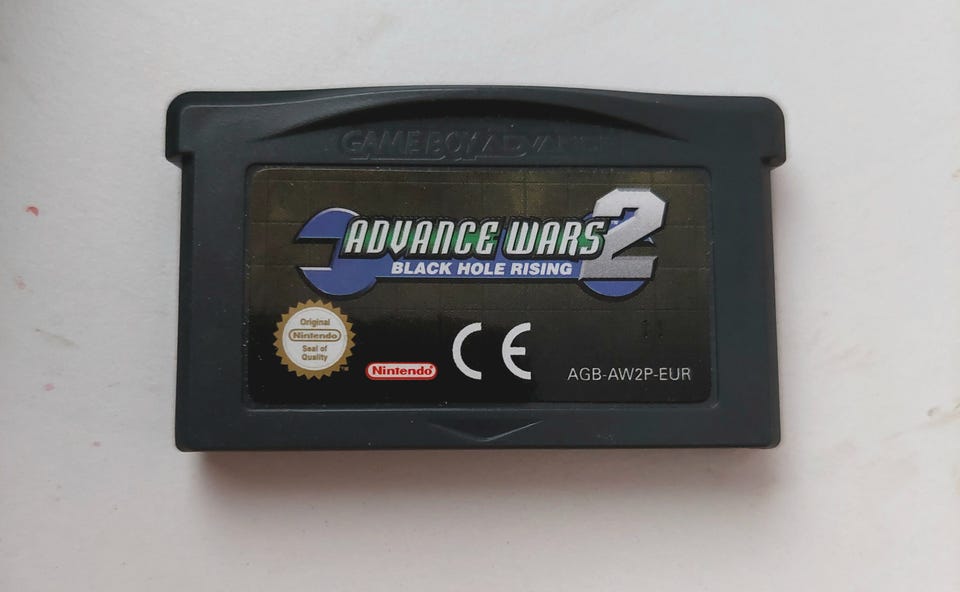 GAME BOY ADVANCE
ADVANCE WARS 2
BLACK HOLE RISING
Original
Nintendo
Seal of
Quality
TM
Nintendo
®
CE
AGB-AW2P-EUR